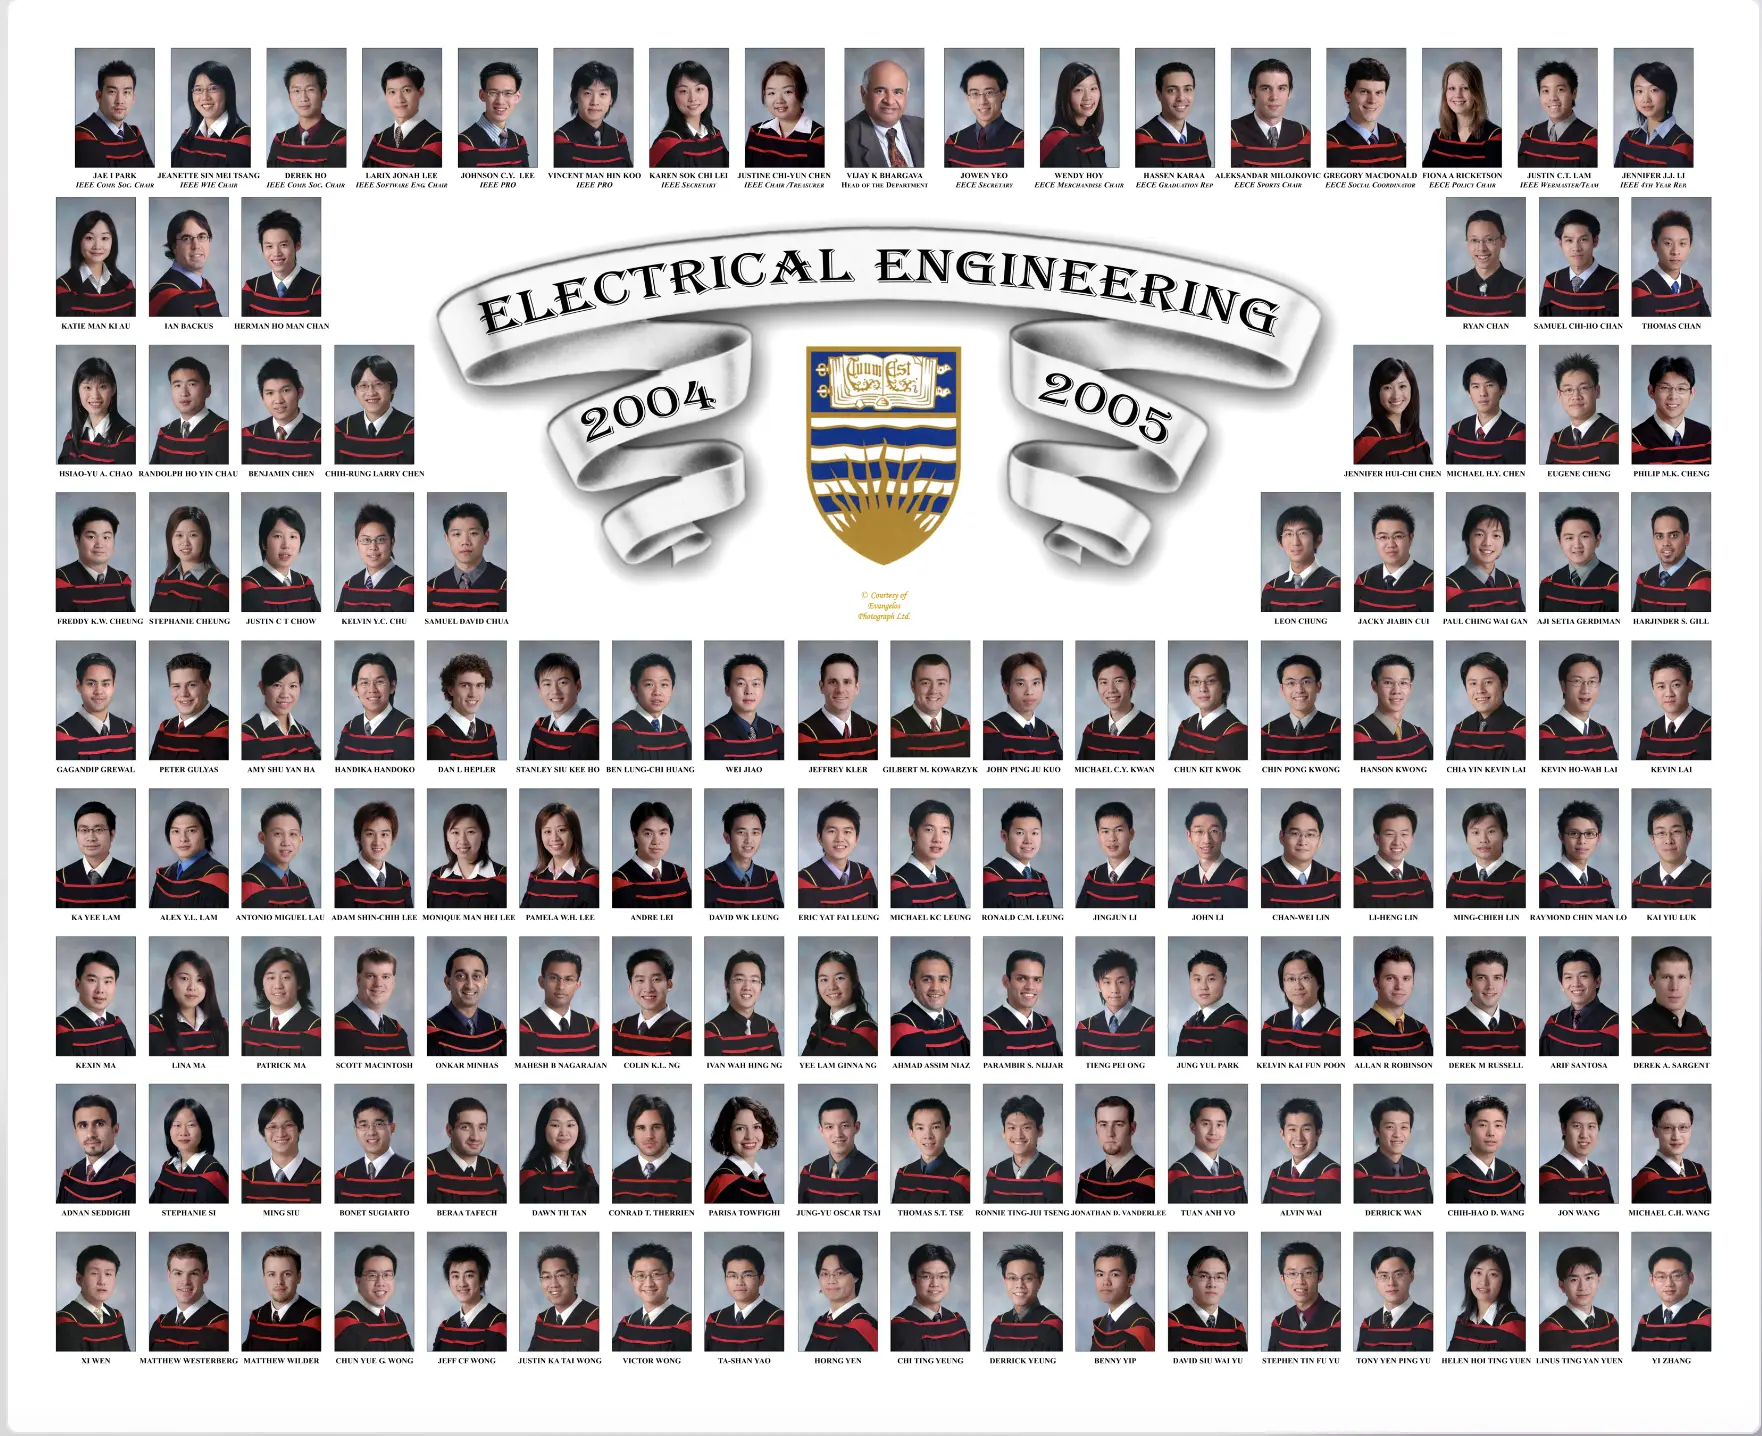 JAE I PARK
IEEE COMP. SOC. CHAIR
JEANETTE SIN MEI TSANG
IEEE WIE CHAIR
DEREK HO
IEEE COMP. SOC. CHAIR
LARIX JONAH LEE
IEEE SOFTWARE ENG. CHAIR
JOHNSON C.Y. LEE
IEEE PRO
VINCENT MAN HIN KOO
IEEE PRO
KAREN SOK CHI LEI
IEEE SECRETARY
JUSTINE CHI-YUN CHEN
IEEE CHAIR /TREASURER
VIJAY K BHARGAVA
HEAD OF THE DEPARTMENT
JOWEN YEO
EECE SECRETARY
WENDY HOY
EECE MERCHANDISE CHAIR
HASSEN KARAA
EECE GRADUATION REP
ALEKSANDAR MILOJKOVIC
EECE SPORTS CHAIR
GREGORY MACDONALD
EECE SOCIAL COORDINATOR
FIONA A RICKETSON
EECE POLICY CHAIR
JUSTIN C.T. LAM
IEEE WEBMASTER/TEAM
JENNIFER J.J. LI
IEEE 4TH YEAR REP.
ELECTRICAL ENGINEERING
2004
2005
Tuum Est
© Courtesy of
Evangelos
Photograph Ltd.
KATIE MAN KI AU
IAN BACKUS
HERMAN HO MAN CHAN
RYAN CHAN
SAMUEL CHI-HO CHAN
THOMAS CHAN
HSIAO-YU A. CHAO
RANDOLPH HO YIN CHAU
BENJAMIN CHEN
CHIH-RUNG LARRY CHEN
JENNIFER HUI-CHI CHEN
MICHAEL H.Y. CHEN
EUGENE CHENG
PHILIP M.K. CHENG
FREDDY K.W. CHEUNG
STEPHANIE CHEUNG
JUSTIN C T CHOW
KELVIN Y.C. CHU
SAMUEL DAVID CHUA
LEON CHUNG
JACKY JIABIN CUI
PAUL CHING WAI GAN
AJI SETIA GERDIMAN
HARJINDER S. GILL
GAGANDIP GREWAL
PETER GULYAS
AMY SHU YAN HA
HANDIKA HANDOKO
DAN L HEPLER
STANLEY SIU KEE HO
BEN LUNG-CHI HUANG
WEI JIAO
JEFFREY KLER
GILBERT M. KOWARZYK
JOHN PING JU KUO
MICHAEL C.Y. KWAN
CHUN KIT KWOK
CHIN PONG KWONG
HANSON KWONG
CHIA YIN KEVIN LAI
KEVIN HO-WAH LAI
KEVIN LAI
KA YEE LAM
ALEX Y.L. LAM
ANTONIO MIGUEL LAU
ADAM SHIN-CHIH LEE
MONIQUE MAN HEI LEE
PAMELA W.H. LEE
ANDRE LEI
DAVID WK LEUNG
ERIC YAT FAI LEUNG
MICHAEL KC LEUNG
RONALD C.M. LEUNG
JINGJUN LI
JOHN LI
CHAN-WEI LIN
LI-HENG LIN
MING-CHIEH LIN
RAYMOND CHIN MAN LO
KAI YIU LUK
KEXIN MA
LINA MA
PATRICK MA
SCOTT MACINTOSH
ONKAR MINHAS
MAHESH B NAGARAJAN
COLIN K.L. NG
IVAN WAH HING NG
YEE LAM GINNA NG
AHMAD ASSIM NIAZ
PARAMBIR S. NIJJAR
TIENG PEI ONG
JUNG YUL PARK
KELVIN KAI FUN POON
ALLAN R ROBINSON
DEREK M RUSSELL
ARIF SANTOSA
DEREK A. SARGENT
ADNAN SEDDIGHI
STEPHANIE SI
MING SIU
BONET SUGIARTO
BERAA TAFECH
DAWN TH TAN
CONRAD T. THERRIEN
PARISA TOWFIGHI
JUNG-YU OSCAR TSAI
THOMAS S.T. TSE
RONNIE TING-JUI TSENG
JONATHAN D. VANDERLEE
TUAN ANH VO
ALVIN WAI
DERRICK WAN
CHIH-HAO D. WANG
JON WANG
MICHAEL C.H. WANG
XI WEN
MATTHEW WESTERBERG
MATTHEW WILDER
CHUN YUE G. WONG
JEFF CF WONG
JUSTIN KA TAI WONG
VICTOR WONG
TA-SHAN YAO
HORNG YEN
CHI TING YEUNG
DERRICK YEUNG
BENNY YIP
DAVID SIU WAI YU
STEPHEN TIN FU YU
TONY YEN PING YU
HELEN HOI TING YUEN
LINUS TING YAN YUEN
YI ZHANG